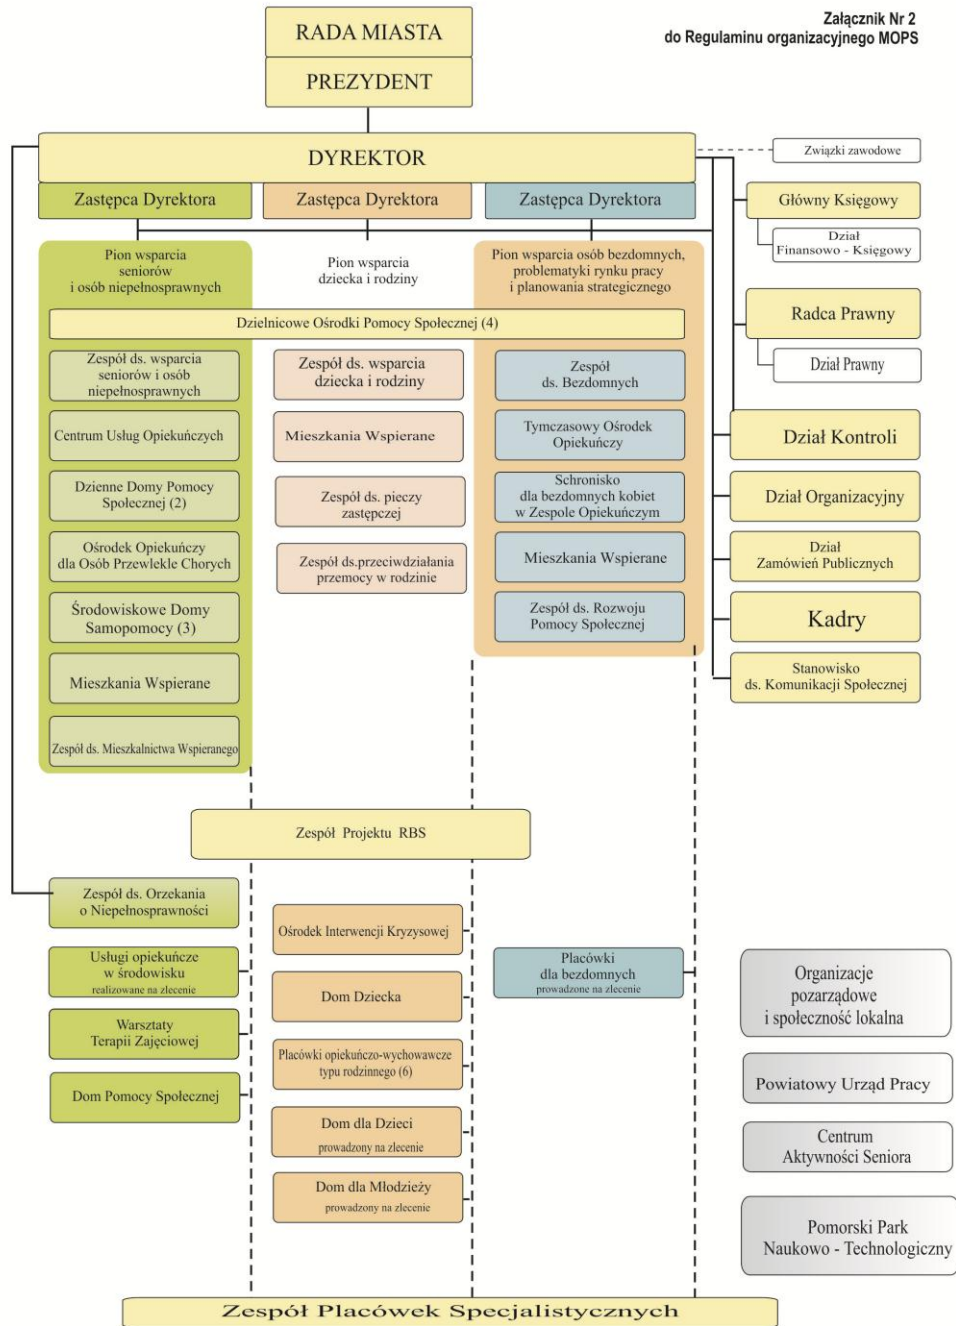 Załącznik Nr 2
do Regulaminu organizacyjnego MOPS
RADA MIASTA
PREZYDENT
DYREKTOR
Związki zawodowe
Zastępca Dyrektora
Zastępca Dyrektora
Zastępca Dyrektora
Główny Księgowy
Dział
Finansowo - Księgowy
Radca Prawny
Dział Prawny
Dział Kontroli
Dział Organizacyjny
Dział
Zamówień Publicznych
Kadry
Stanowisko
ds. Komunikacji Społecznej
Pion wsparcia
seniorów
i osób niepełnosprawnych
Pion wsparcia
dziecka i rodziny
Pion wsparcia osób bezdomnych,
problematyki rynku pracy
i planowania strategicznego
Dzielnicowe Ośrodki Pomocy Społecznej (4)
Zespół ds. wsparcia
seniorów i osób
niepełnosprawnych
Centrum Usług Opiekuńczych
Dzienne Domy Pomocy
Społecznej (2)
Ośrodek Opiekuńczy
dla Osób Przewlekle Chorych
Środowiskowe Domy
Samopomocy (3)
Mieszkania Wspierane
Zespół ds. Mieszkalnictwa Wspieranego
Zespół ds. wsparcia
dziecka i rodziny
Mieszkania Wspierane
Zespół ds. pieczy
zastępczej
Zespół ds.przeciwdziałania
przemocy w rodzinie
Zespół
ds. Bezdomnych
Tymczasowy Ośrodek
Opiekuńczy
Schronisko
dla bezdomnych kobiet
w Zespole Opiekuńczym
Mieszkania Wspierane
Zespół ds. Rozwoju
Pomocy Społecznej
Zespół Projektu RBS
Zespół ds. Orzekania
o Niepełnosprawności
Usługi opiekuńcze
w środowisku
realizowane na zlecenie
Warsztaty
Terapii Zajęciowej
Dom Pomocy Społecznej
Ośrodek Interwencji Kryzysowej
Dom Dziecka
Placówki opiekuńczo-wychowawcze
typu rodzinnego (6)
Dom dla Dzieci
prowadzony na zlecenie
Dom dla Młodzieży
prowadzony na zlecenie
Placówki
dla bezdomnych
prowadzone na zlecenie
Organizacje
pozarządowe
i społeczność lokalna
Powiatowy Urząd Pracy
Centrum
Aktywności Seniora
Pomorski Park
Naukowo - Technologiczny
Zespół Placówek Specjalistycznych